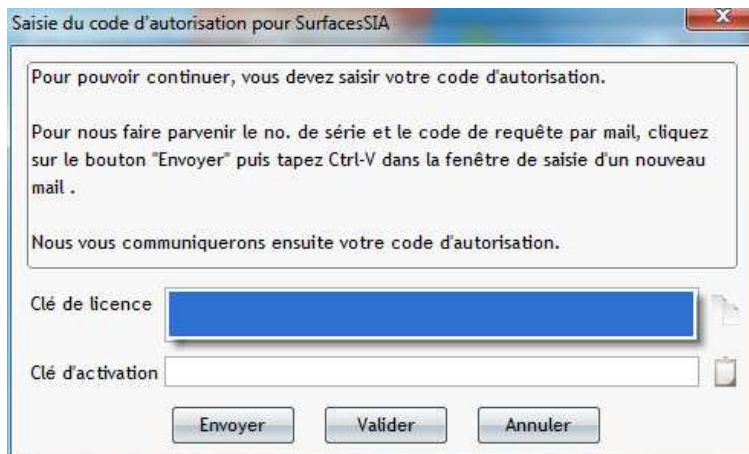 Saisie du code d'autorisation pour SurfacesSIA
Pour pouvoir continuer, vous devez saisir votre code d'autorisation.
Pour nous faire parvenir le no. de série et le code de requête par mail, cliquez
sur le bouton "Envoyer" puis tapez Ctrl-V dans la fenêtre de saisie d'un nouveau
mail .
Nous vous communiquerons ensuite votre code d'autorisation.
Clé de licence
Clé d'activation
Envoyer Valider Annuler